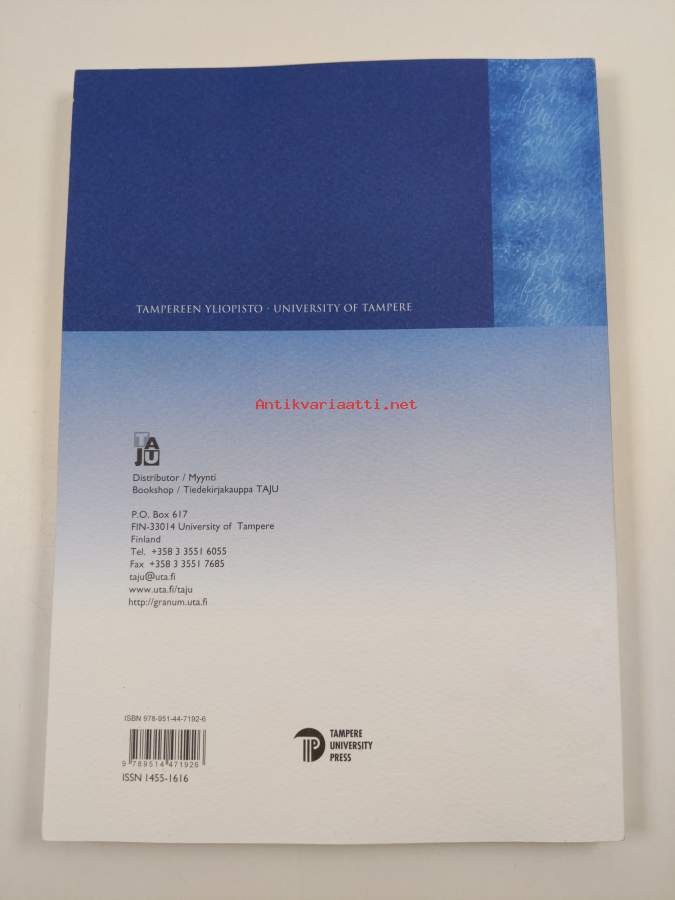 TAMPEREEN YLIOPISTO · UNIVERSITY OF TAMPERE
Antikvariaatti.net
TA
JU
Distributor / Myynti
Bookshop / Tiedekirjakauppa TAJU
P.O. Box 617
FIN-33014 University of Tampere
Finland
Tel. +358 3 3551 6055
Fax +358 3 3551 7685
taju@uta.fi
www.uta.fi/taju
http://granum.uta.fi
ISBN 978-951-44-7192-6
9 789514 471926
ISSN 1455-1616
TAMPERE
UNIVERSITY
PRESS